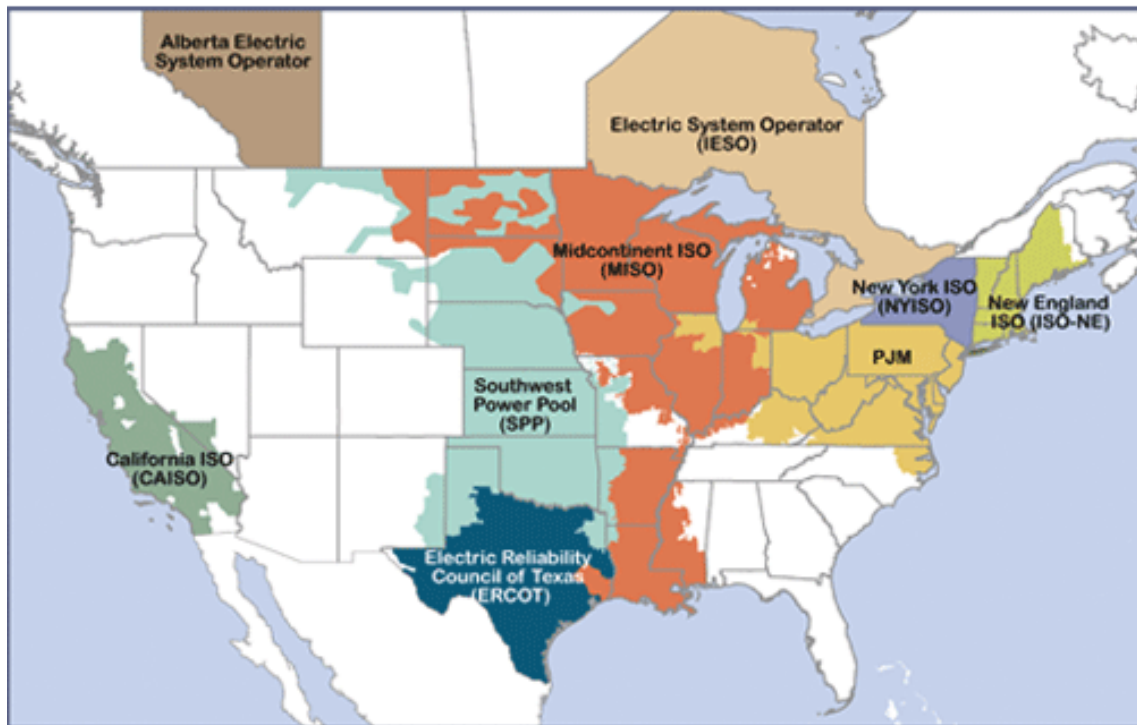 Alberta Electric
System Operator
Electric System Operator
(IESO)
Midcontinent ISO
(MISO)
New York ISO
(NYISO)
New England
ISO (ISO-NE)
PJM
Southwest
Power Pool
(SPP)
California ISO
(CAISO)
Electric Reliability
Council of Texas
(ERCOT)